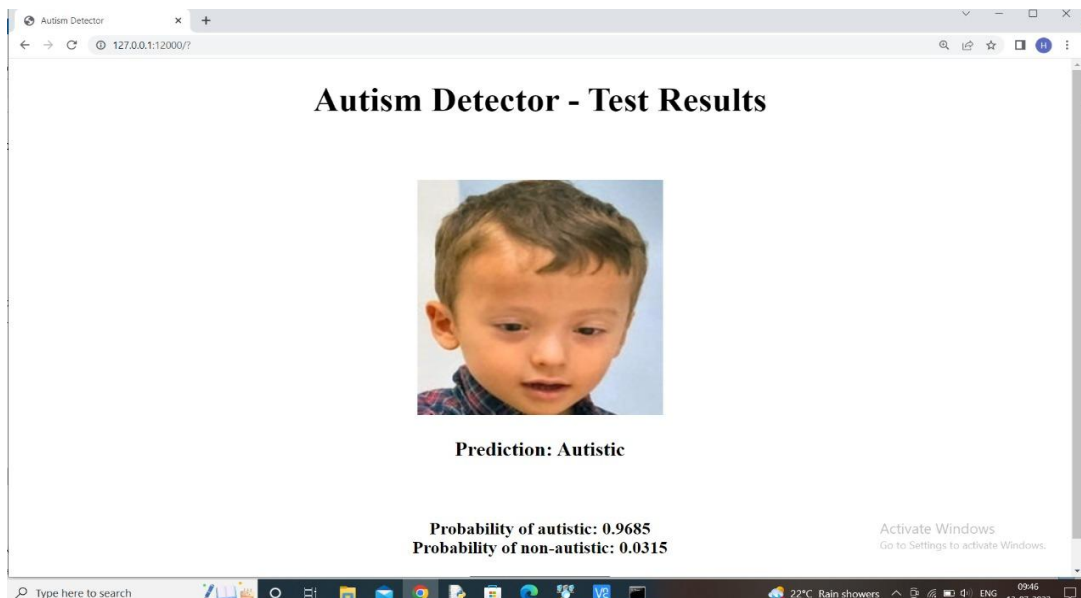 Autism Detector
127.0.0.1:12000/?
H
Autism Detector - Test Results
Prediction: Autistic
Probability of autistic: 0.9685
Probability of non-autistic: 0.0315
Activate Windows
Go to Settings to activate Windows.
Type here to search
22°C Rain showers
ENG
09:46